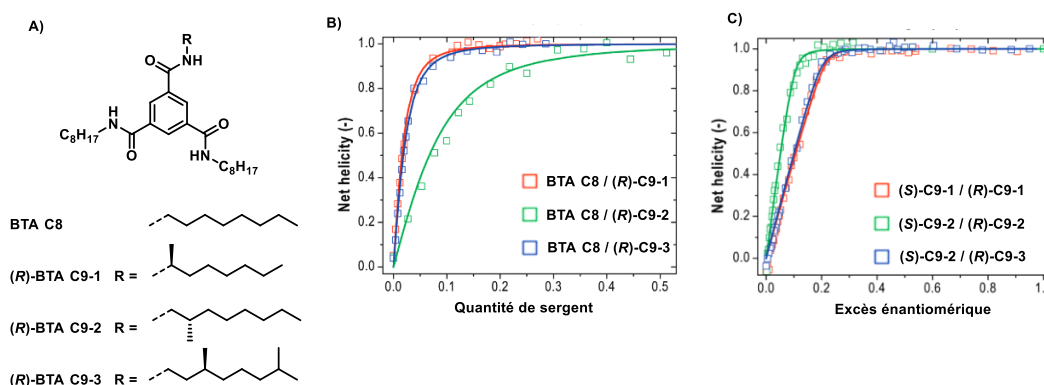 A)
R
O
NH
H
N
C8H17
O
O
NH
C8H17
BTA C8
(R)-BTA C9-1 R =
(R)-BTA C9-2 R =
(R)-BTA C9-3 R =
B)
Net helicity (-)
1.0
0.8
0.6
0.4
0.2
0.0
BTA C8 / (R)-C9-1
BTA C8 / (R)-C9-2
BTA C8 / (R)-C9-3
0.0 0.1 0.2 0.3 0.4 0.5
Quantité de sergent
C)
Net helicity (-)
1.0
0.8
0.6
0.4
0.2
0.0
(S)-C9-1 / (R)-C9-1
(S)-C9-2 / (R)-C9-2
(S)-C9-2 / (R)-C9-3
0.0 0.2 0.4 0.6 0.8 1.0
Excès énantiomérique